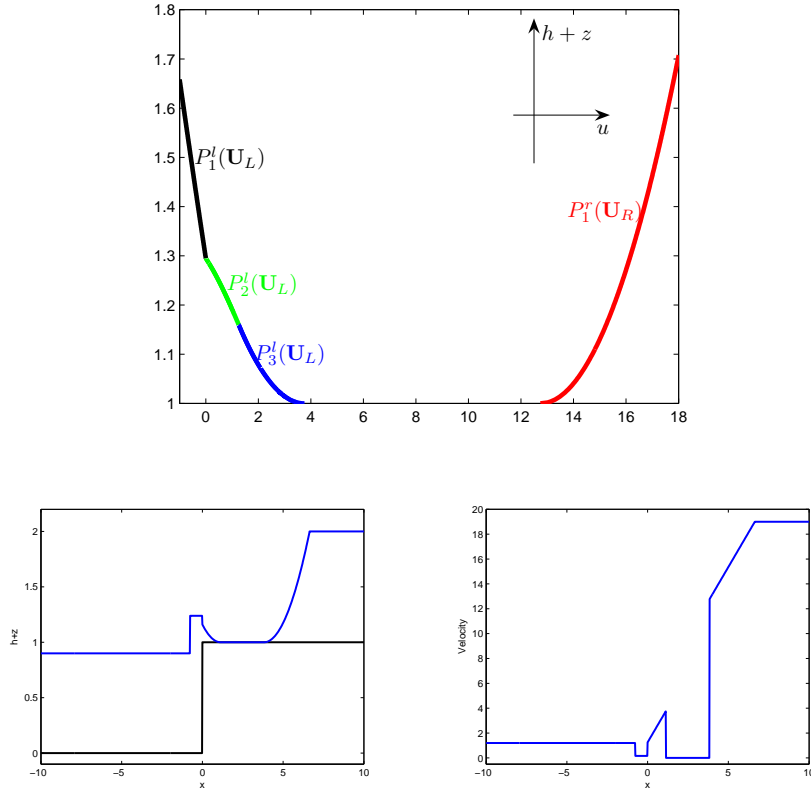 1.8
1.7
1.6
1.5
1.4
1.3
1.2
1.1
1
0 2 4 6 8 10 12 14 16 18
h + z
u
P_1^l(U_L)
P_2^l(U_L)
P_3^l(U_L)
P_1^r(U_R)
2
1.5
1
0.5
0
h+z
−10 −5 0 5 10
x
20
18
16
14
12
10
8
6
4
2
0
Velocity
−10 −5 0 5 10
x